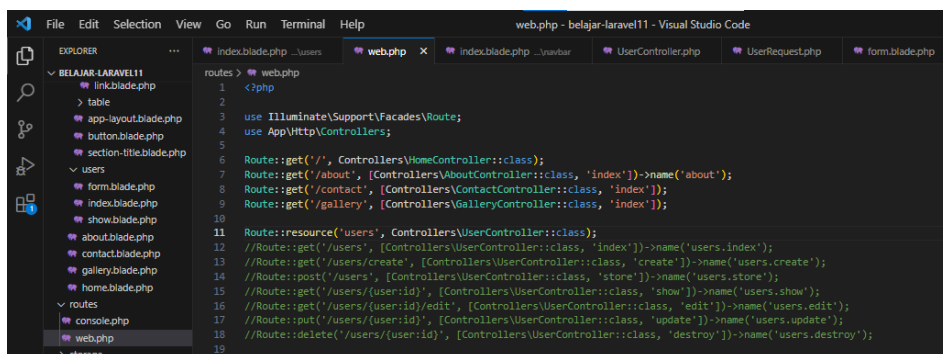 File Edit Selection View Go Run Terminal Help web.php - belajar-laravel11 - Visual Studio Code
EXPLORER ...
index.blade.php ...\users web.php × index.blade.php ...\navbar UserController.php UserRequest.php form.blade.php
BELAJAR-LARAVEL11
link.blade.php
table
app-layout.blade.php
button.blade.php
section-title.blade.php
users
form.blade.php
index.blade.php
show.blade.php
about.blade.php
contact.blade.php
gallery.blade.php
home.blade.php
routes
console.php
web.php
storage
1
routes > web.php
1 <?php
2
3 use Illuminate\Support\Facades\Route;
4 use App\Http\Controllers;
5
6 Route::get('/', Controllers\HomeController::class);
7 Route::get('/about', [Controllers\AboutController::class, 'index'])->name('about');
8 Route::get('/contact', [Controllers\ContactController::class, 'index']);
9 Route::get('/gallery', [Controllers\GalleryController::class, 'index']);
10
11 Route::resource('users', Controllers\UserController::class);
12 //Route::get('/users', [Controllers\UserController::class, 'index'])->name('users.index');
13 //Route::get('/users/create', [Controllers\UserController::class, 'create'])->name('users.create');
14 //Route::post('/users', [Controllers\UserController::class, 'store'])->name('users.store');
15 //Route::get('/users/{user:id}', [Controllers\UserController::class, 'show'])->name('users.show');
16 //Route::get('/users/{user:id}/edit', [Controllers\UserController::class, 'edit'])->name('users.edit');
17 //Route::put('/users/{user:id}', [Controllers\UserController::class, 'update'])->name('users.update');
18 //Route::delete('/users/{user:id}', [Controllers\UserController::class, 'destroy'])->name('users.destroy');
19